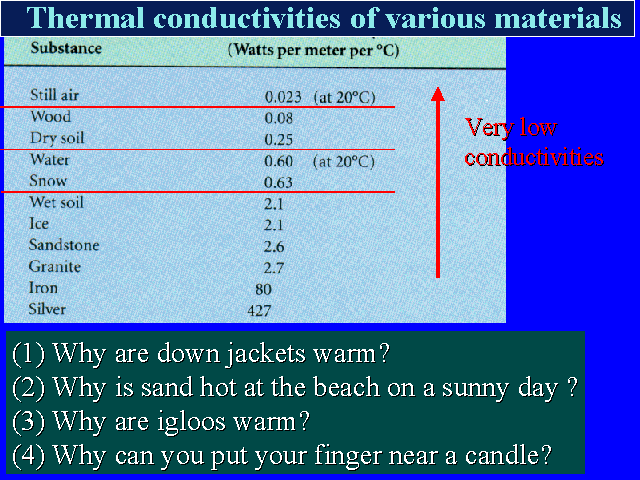 Thermal conductivities of various materials
Substance (Watts per meter per °C)
Still air 0.023 (at 20°C)
Wood 0.08
Dry soil 0.25
Water 0.60 (at 20°C)
Snow 0.63
Wet soil 2.1
Ice 2.1
Sandstone 2.6
Granite 2.7
Iron 80
Silver 427
Very low
conductivities
(1) Why are down jackets warm?
(2) Why is sand hot at the beach on a sunny day ?
(3) Why are igloos warm?
(4) Why can you put your finger near a candle?